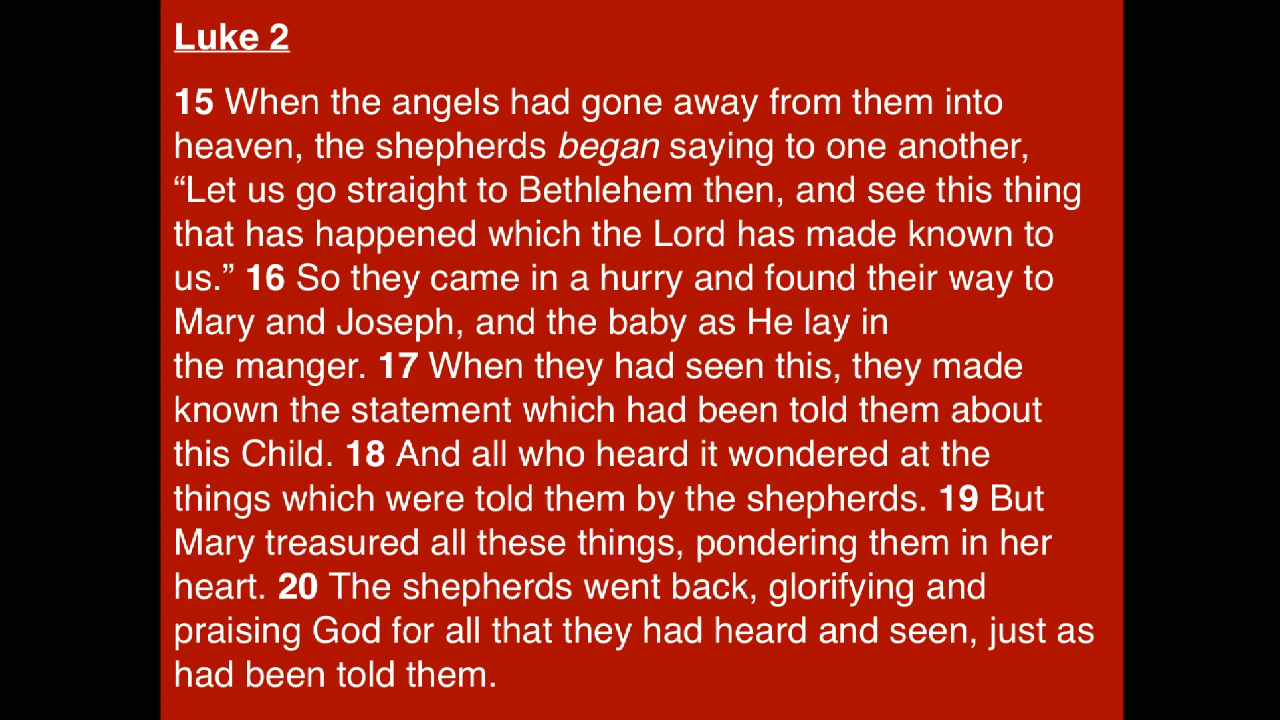 Luke 2
15 When the angels had gone away from them into
heaven, the shepherds began saying to one another,
“Let us go straight to Bethlehem then, and see this thing
that has happened which the Lord has made known to
us.” 16 So they came in a hurry and found their way to
Mary and Joseph, and the baby as He lay in
the manger. 17 When they had seen this, they made
known the statement which had been told them about
this Child. 18 And all who heard it wondered at the
things which were told them by the shepherds. 19 But
Mary treasured all these things, pondering them in her
heart. 20 The shepherds went back, glorifying and
praising God for all that they had heard and seen, just as
had been told them.